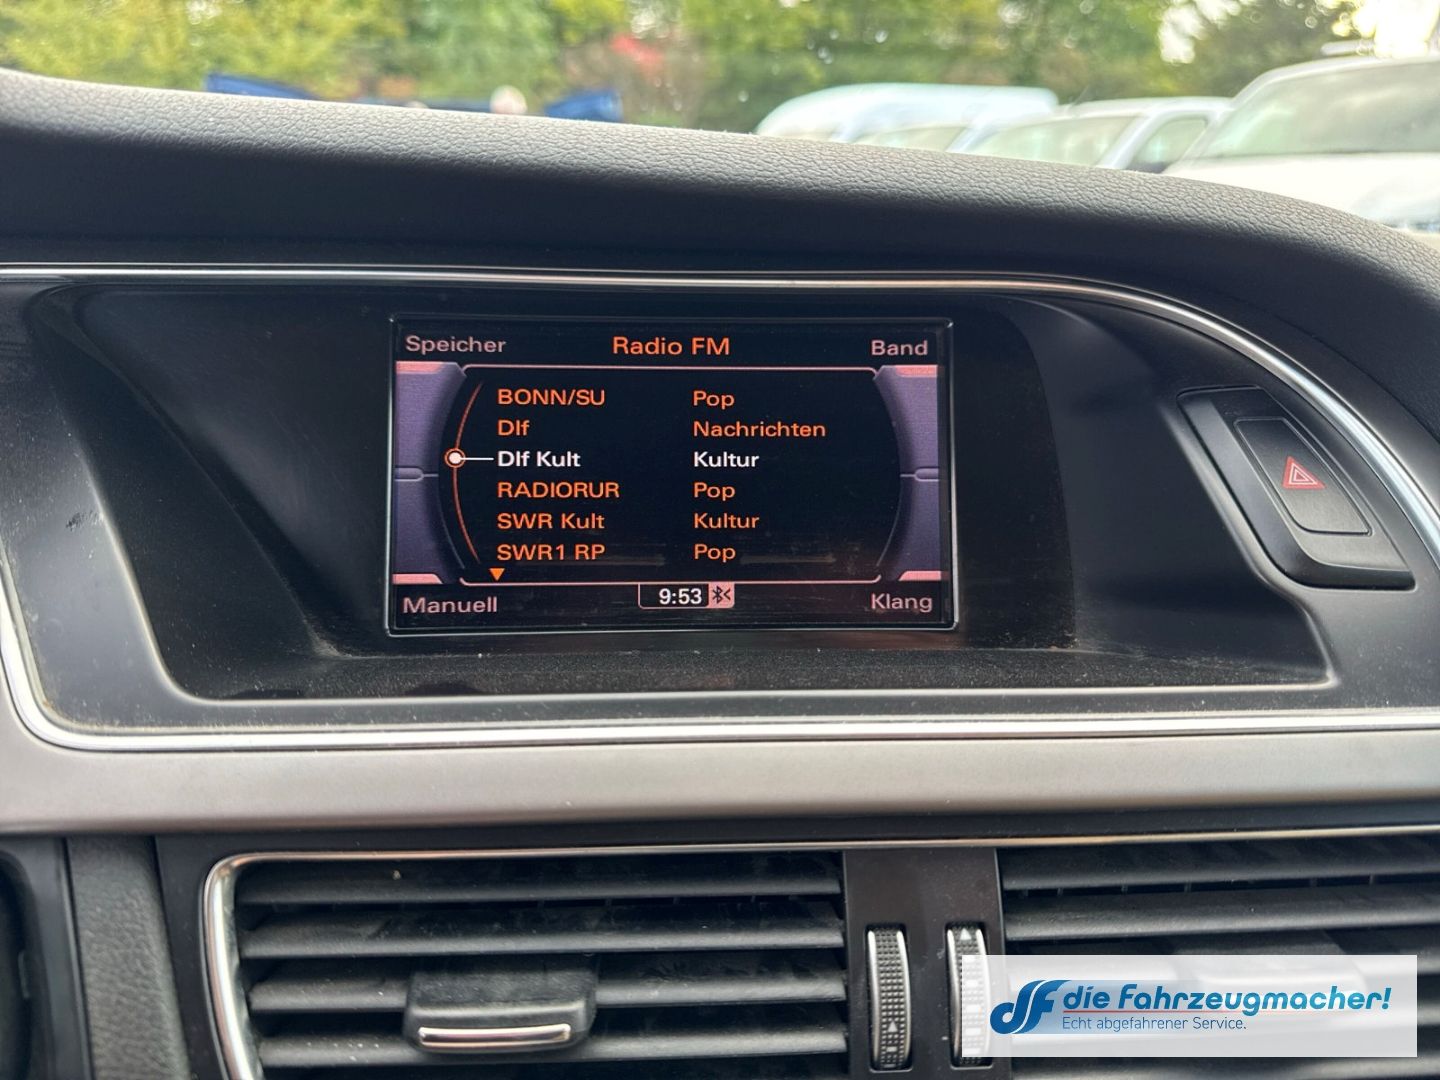 Speicher Radio FM Band
BONN/SU Pop
Dlf Nachrichten
Dlf Kult Kultur
RADIORUR Pop
SWR Kult Kultur
SWR1 RP Pop
Manuell 9:53 Klang
die Fahrzeugmacher!
Echt abgefahrener Service.